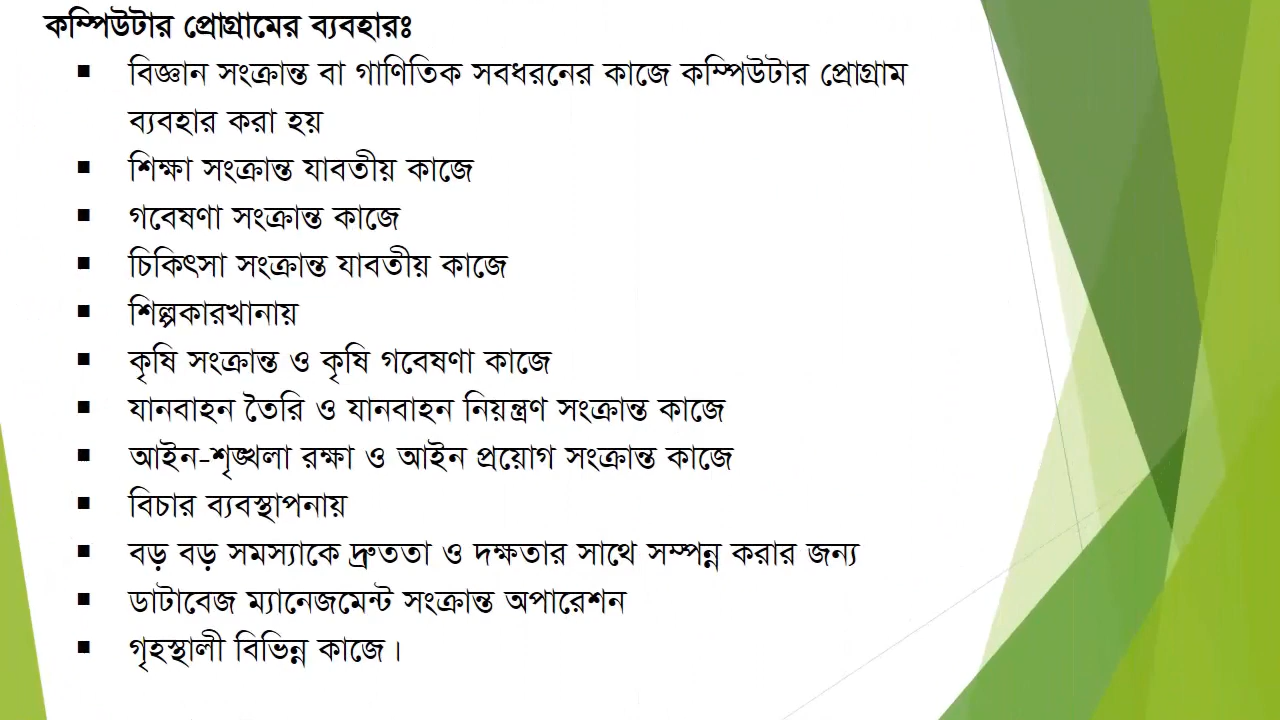 কম্পিউটার প্রোগ্রামের ব্যবহারঃ
▪ বিজ্ঞান সংক্রান্ত বা গাণিতিক সবধরনের কাজে কম্পিউটার প্রোগ্রাম
ব্যবহার করা হয়
▪ শিক্ষা সংক্রান্ত যাবতীয় কাজে
▪ গবেষণা সংক্রান্ত কাজে
▪ চিকিৎসা সংক্রান্ত যাবতীয় কাজে
▪ শিল্পকারখানায়
▪ কৃষি সংক্রান্ত ও কৃষি গবেষণা কাজে
▪ যানবাহন তৈরি ও যানবাহন নিয়ন্ত্রণ সংক্রান্ত কাজে
▪ আইন-শৃঙ্খলা রক্ষা ও আইন প্রয়োগ সংক্রান্ত কাজে
▪ বিচার ব্যবস্থাপনায়
▪ বড় বড় সমস্যাকে দ্রুততা ও দক্ষতার সাথে সম্পন্ন করার জন্য
▪ ডাটাবেজ ম্যানেজমেন্ট সংক্রান্ত অপারেশন
▪ গৃহস্থালী বিভিন্ন কাজে।